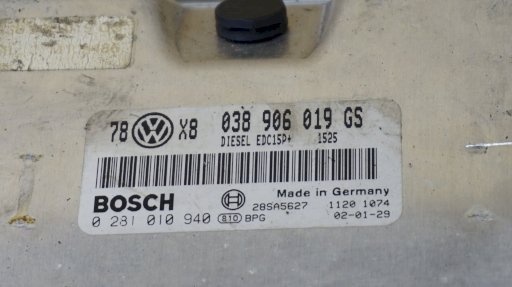 78 X8 038 906 019 GS
DIESEL EDC15P+ 1525
Made in Germany
BOSCH
28SA5627 1120 1074
0 281 010 940 810 BPG 02-01-29